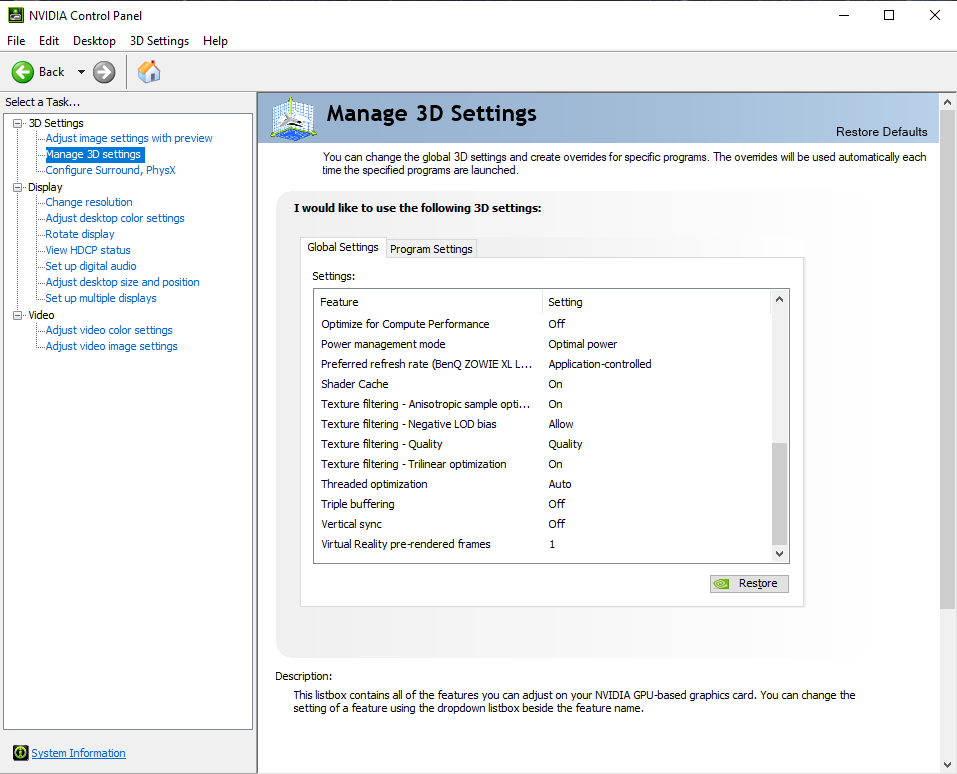 NVIDIA Control Panel
File Edit Desktop 3D Settings Help
Back
Select a Task...
3D Settings
Adjust image settings with preview
Manage 3D settings
Configure Surround, PhysX
Display
Change resolution
Adjust desktop color settings
Rotate display
View HDCP status
Set up digital audio
Adjust desktop size and position
Set up multiple displays
Video
Adjust video color settings
Adjust video image settings
System Information
Manage 3D Settings
Restore Defaults
You can change the global 3D settings and create overrides for specific programs. The overrides will be used automatically each
time the specified programs are launched.
I would like to use the following 3D settings:
Global Settings Program Settings
Settings:
Feature Setting
Optimize for Compute Performance Off
Power management mode Optimal power
Preferred refresh rate (BenQ ZOWIE XL L... Application-controlled
Shader Cache On
Texture filtering - Anisotropic sample opti... On
Texture filtering - Negative LOD bias Allow
Texture filtering - Quality Quality
Texture filtering - Trilinear optimization On
Threaded optimization Auto
Triple buffering Off
Vertical sync Off
Virtual Reality pre-rendered frames 1
Restore
Description:
This listbox contains all of the features you can adjust on your NVIDIA GPU-based graphics card. You can change the
setting of a feature using the dropdown listbox beside the feature name.